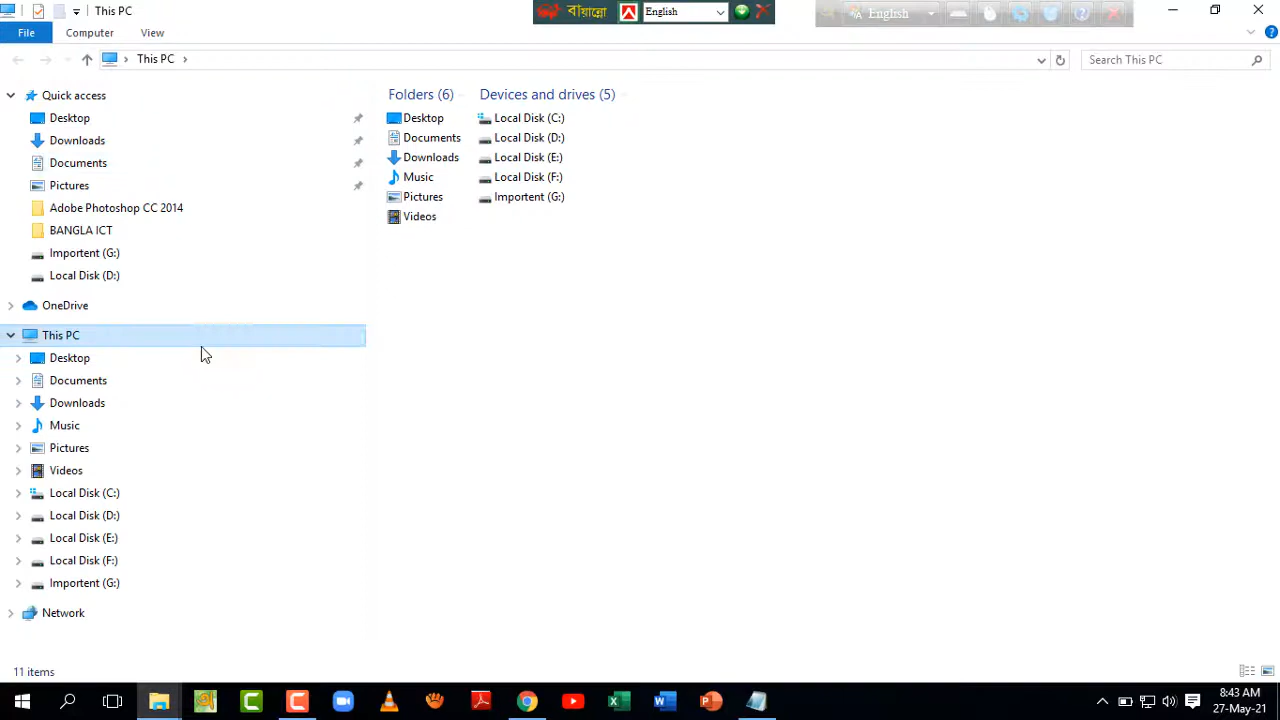 This PC
বায়ান্নো
English
English
File
Computer
View
This PC
Search This PC
Quick access
Desktop
Downloads
Documents
Pictures
Adobe Photoshop CC 2014
BANGLA ICT
Importent (G:)
Local Disk (D:)
OneDrive
This PC
Desktop
Documents
Downloads
Music
Pictures
Videos
Local Disk (C:)
Local Disk (D:)
Local Disk (E:)
Local Disk (F:)
Importent (G:)
Network
Folders (6)
Desktop
Documents
Downloads
Music
Pictures
Videos
Devices and drives (5)
Local Disk (C:)
Local Disk (D:)
Local Disk (E:)
Local Disk (F:)
Importent (G:)
11 items
8:43 AM
27-May-21